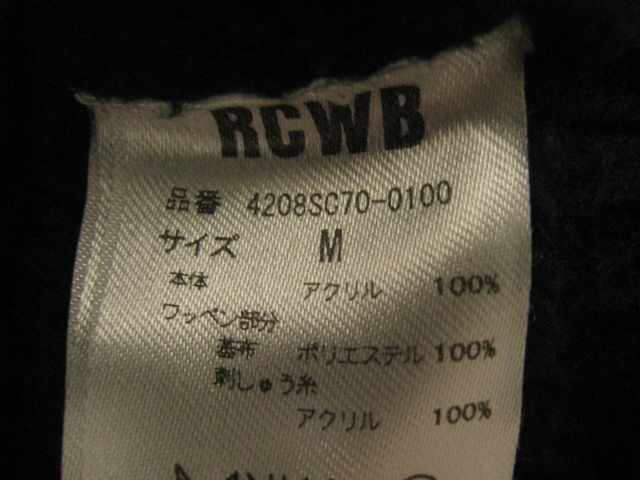 RCWB
品番 4208SC70-0100
サイズ M
本体 アクリル 100%
ワッペン部分
基布 ポリエステル 100%
刺しゅう糸
アクリル 100%